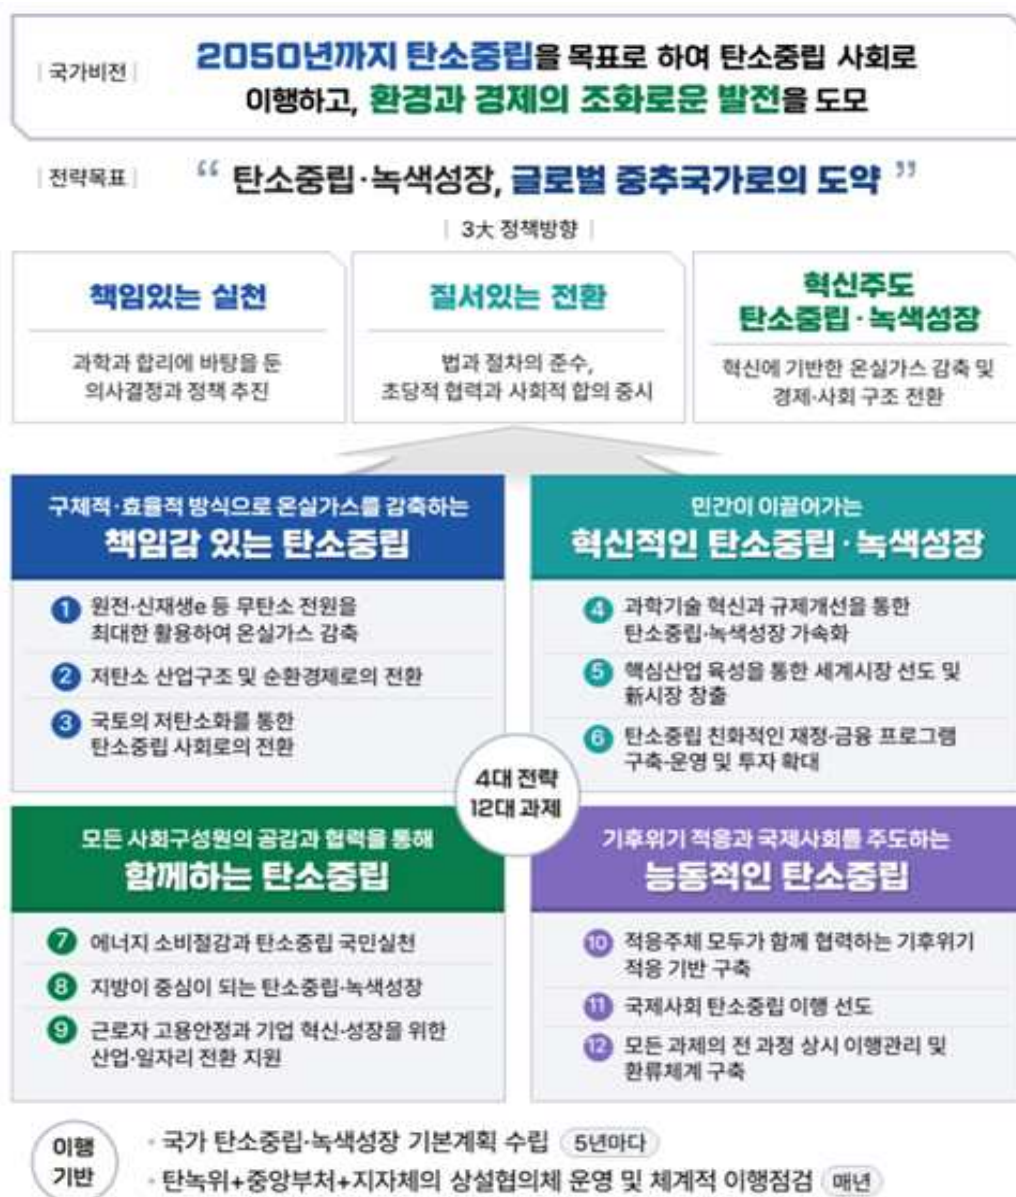 국가비전
2050년까지 탄소중립을 목표로 하여 탄소중립 사회로
이행하고, 환경과 경제의 조화로운 발전을 도모
전략목표
“ 탄소중립·녹색성장, 글로벌 중추국가로의 도약 ”
3大 정책방향
책임있는 실천
과학과 합리에 바탕을 둔
의사결정과 정책 추진
질서있는 전환
법과 절차의 준수,
초당적 협력과 사회적 합의 중시
혁신주도
탄소중립·녹색성장
혁신에 기반한 온실가스 감축 및
경제·사회 구조 전환
구체적·효율적 방식으로 온실가스를 감축하는
책임감 있는 탄소중립
1 원전·신재생e 등 무탄소 전원을
최대한 활용하여 온실가스 감축
2 저탄소 산업구조 및 순환경제로의 전환
3 국토의 저탄소화를 통한
탄소중립 사회로의 전환
민간이 이끌어가는
혁신적인 탄소중립·녹색성장
4 과학기술 혁신과 규제개선을 통한
탄소중립·녹색성장 가속화
5 핵심산업 육성을 통한 세계시장 선도 및
新시장 창출
6 탄소중립 친화적인 재정·금융 프로그램
구축·운영 및 투자 확대
4대 전략
12대 과제
모든 사회구성원의 공감과 협력을 통해
함께하는 탄소중립
7 에너지 소비절감과 탄소중립 국민실천
8 지방이 중심이 되는 탄소중립·녹색성장
9 근로자 고용안정과 기업 혁신·성장을 위한
산업·일자리 전환 지원
기후위기 적응과 국제사회를 주도하는
능동적인 탄소중립
10 적응주체 모두가 함께 협력하는 기후위기
적응 기반 구축
11 국제사회 탄소중립 이행 선도
12 모든 과제의 전 과정 상시 이행관리 및
환류체계 구축
이행
기반
· 국가 탄소중립·녹색성장 기본계획 수립 5년마다
· 탄녹위+중앙부처+지자체의 상설협의체 운영 및 체계적 이행점검 매년